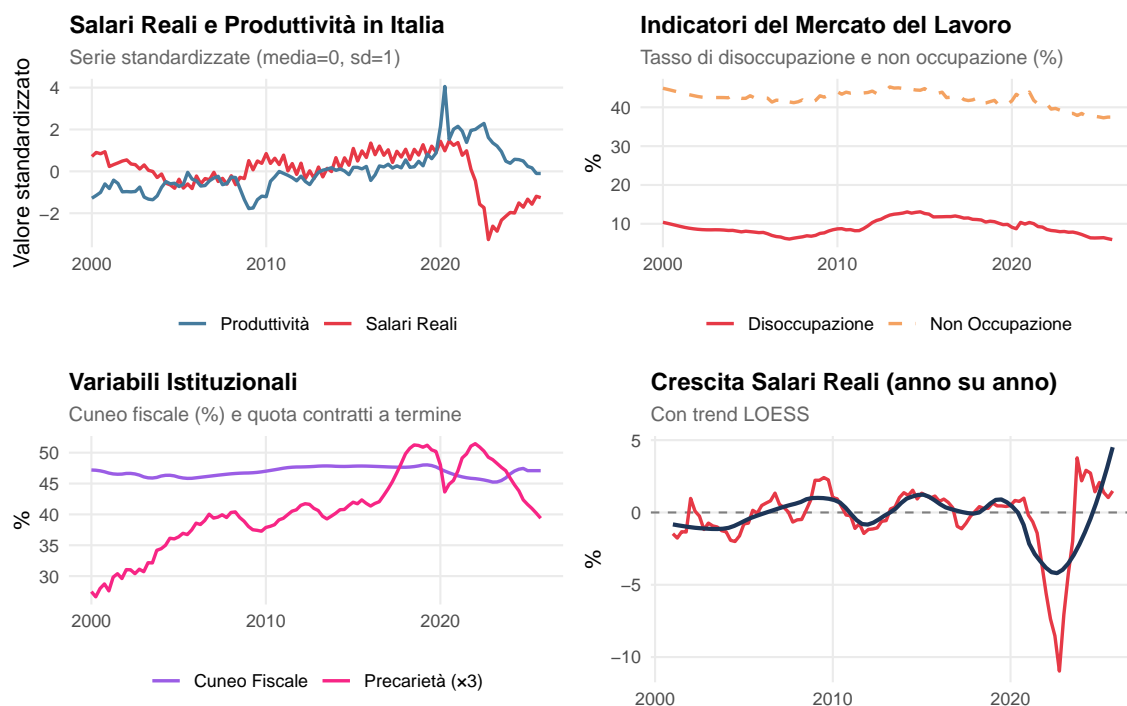 Salari Reali e Produttività in Italia
Serie standardizzate (media=0, sd=1)
Valore standardizzato
4
2
0
−2
2000
2010
2020
Produttività
Salari Reali
Indicatori del Mercato del Lavoro
Tasso di disoccupazione e non occupazione (%)
%
40
30
20
10
2000
2010
2020
Disoccupazione
Non Occupazione
Variabili Istituzionali
Cuneo fiscale (%) e quota contratti a termine
%
50
45
40
35
30
2000
2010
2020
Cuneo Fiscale
Precarietà (×3)
Crescita Salari Reali (anno su anno)
Con trend LOESS
%
5
0
−5
−10
2000
2010
2020